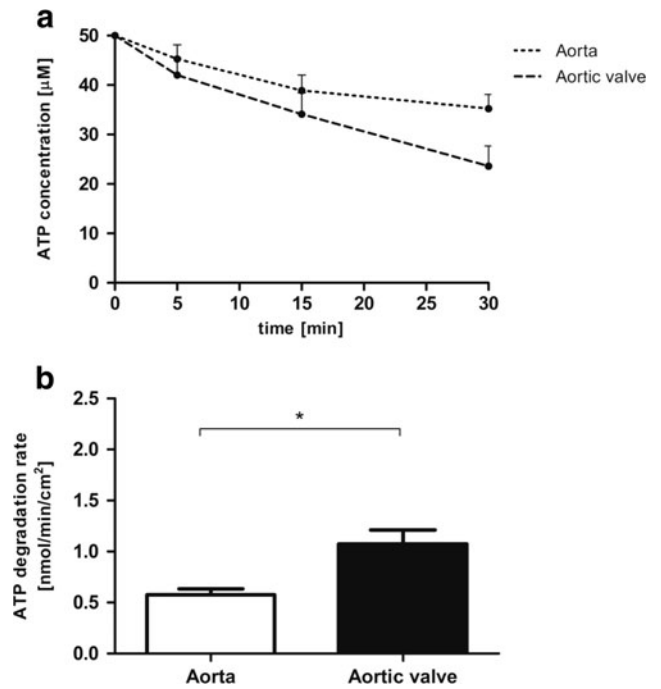 a
50
40
30
20
10
0
ATP concentration [µM]
0 5 10 15 20 25 30
time [min]
Aorta
Aortic valve
b
2.5
2.0
1.5
1.0
0.5
0.0
ATP degradation rate
[nmol/min/cm²]
*
Aorta Aortic valve